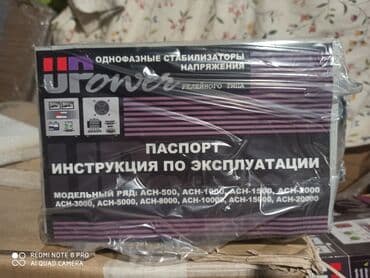 ОДНОФАЗНЫЕ СТАБИЛИЗАТОРЫ
НАПРЯЖЕНИЯ
UPower
РЕЛЕЙНОГО ТИПА
ПАСПОРТ
ИНСТРУКЦИЯ ПО ЭКСПЛУАТАЦИИ
МОДЕЛЬНЫЙ РЯД: АСН-500, АСН-1000, АСН-1500, АСН-2000
АСН-3000, АСН-5000, АСН-8000, АСН-10000, АСН-15000, АСН-20000
REDMI NOTE 8 PRO
AI QUAD CAMERA